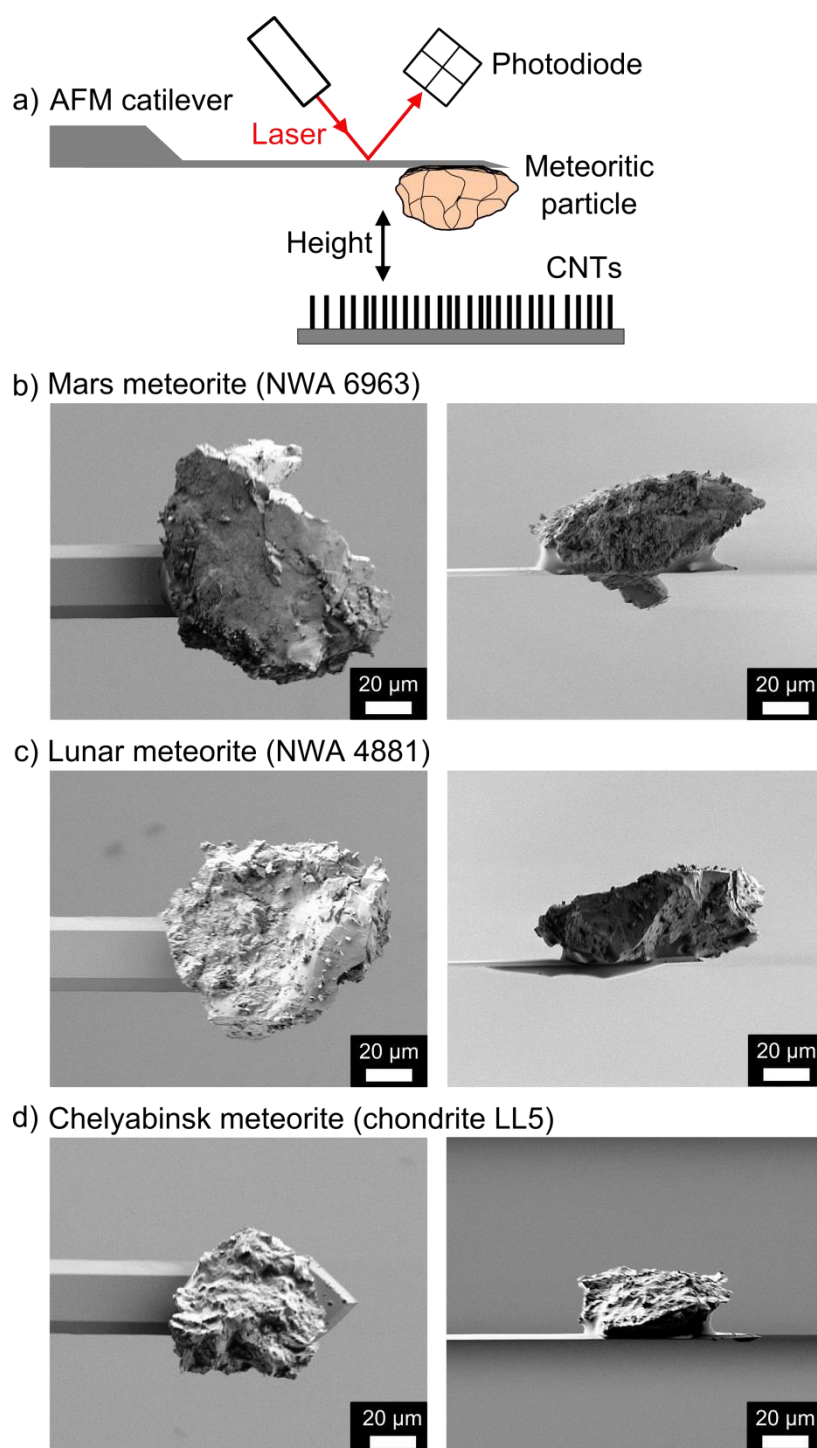 a) AFM catilever
Photodiode
Laser
Meteoritic
particle
Height
CNTs
b) Mars meteorite (NWA 6963)
20 µm
20 µm
c) Lunar meteorite (NWA 4881)
20 µm
20 µm
d) Chelyabinsk meteorite (chondrite LL5)
20 µm
20 µm